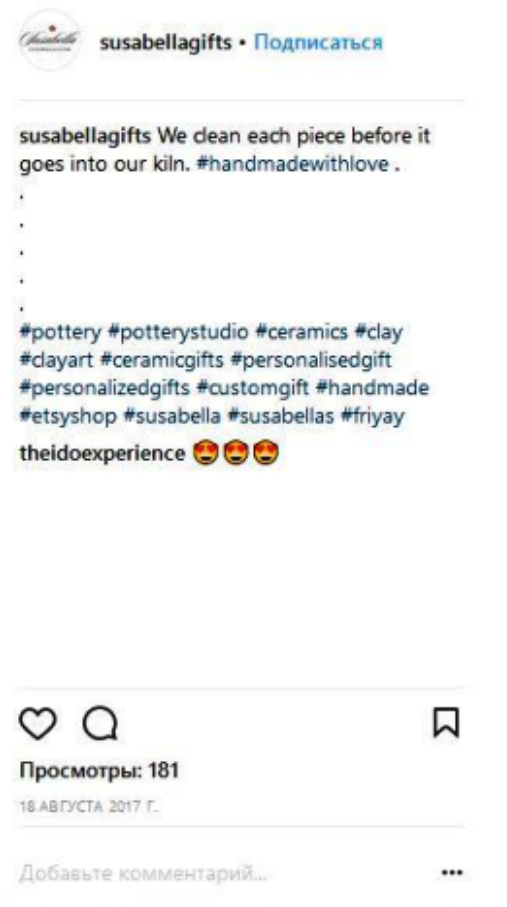 Susabella
susabellagifts • Подписаться
susabellagifts We clean each piece before it
goes into our kiln. #handmadewithlove .
.
.
.
.
.
#pottery #potterystudio #ceramics #clay
#clayart #ceramicgifts #personalisedgift
#personalizedgifts #customgift #handmade
#etsyshop #susabella #susabellas #friyay
theidoexperience 😍😍😍
Просмотры: 181
18 АВГУСТА 2017 Г.
Добавьте комментарий...